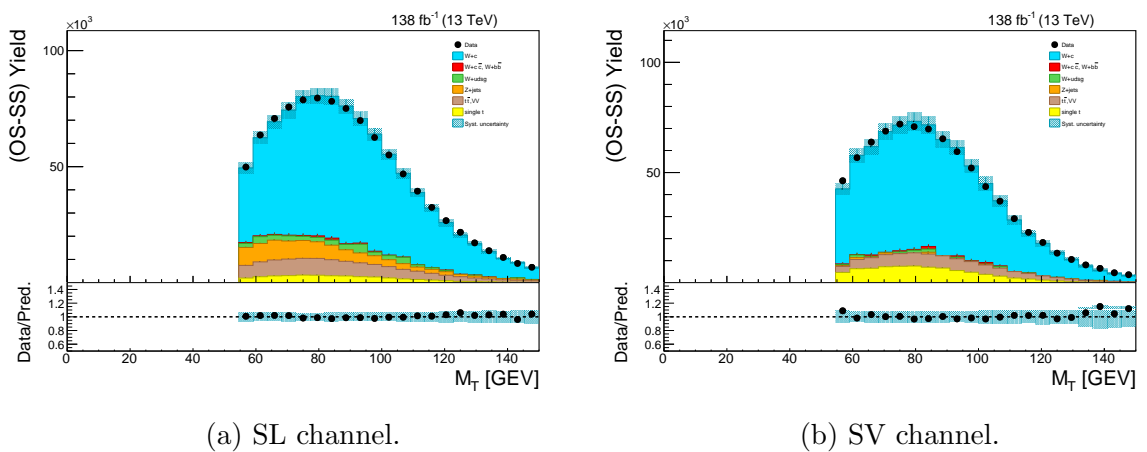 ×10³ 138 fb⁻¹ (13 TeV)
(OS-SS) Yield
100
50
Data
W+c
W+c c̅, W+bb̅
W+udsg
Z+jets
tt̅,VV
single t
Syst. uncertainty
Data/Pred.
1.4
1.2
1
0.8
0.6
0 20 40 60 80 100 120 140
M_T [GEV]
(a) SL channel.
×10³ 138 fb⁻¹ (13 TeV)
(OS-SS) Yield
100
50
Data
W+c
W+c c̅, W+bb̅
W+udsg
Z+jets
tt̅,VV
single t
Syst. uncertainty
Data/Pred.
1.4
1.2
1
0.8
0.6
0 20 40 60 80 100 120 140
M_T [GEV]
(b) SV channel.